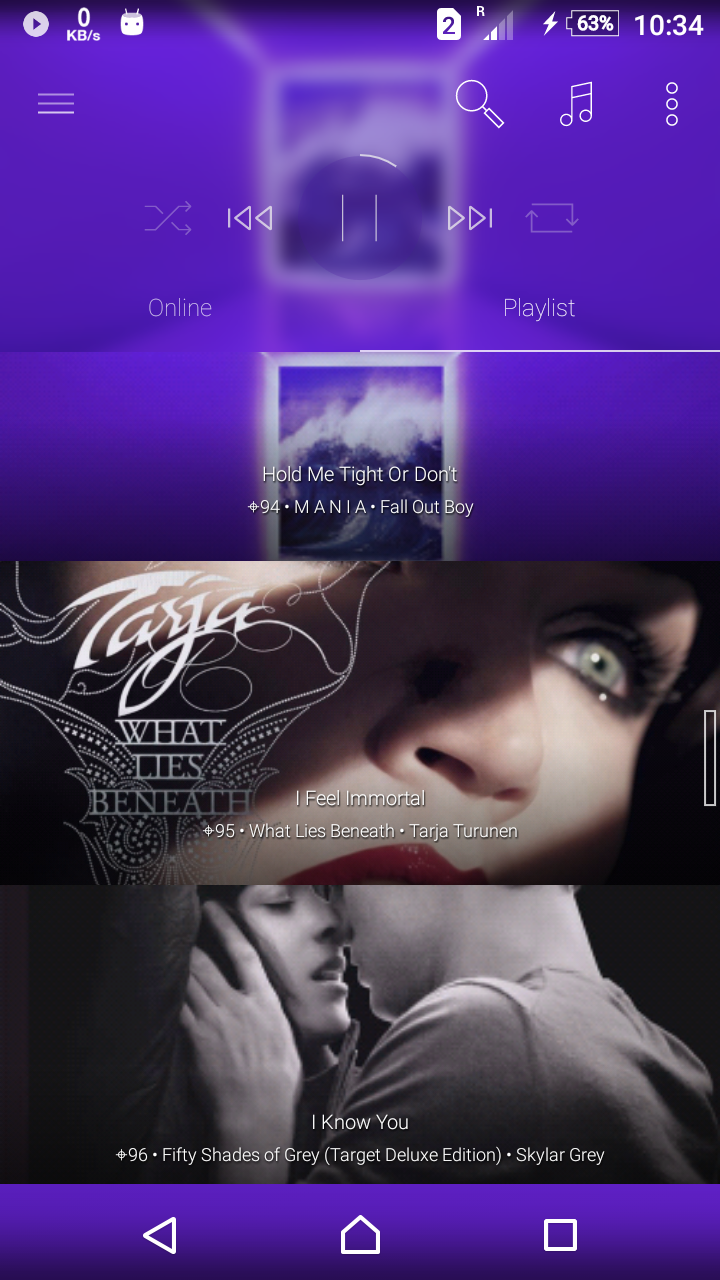 0
KB/s
2
R
63%
10:34
Online
Playlist
Hold Me Tight Or Don't
⌖94 • M A N I A • Fall Out Boy
Tarja
WHAT
LIES
BENEATH
I Feel Immortal
⌖95 • What Lies Beneath • Tarja Turunen
I Know You
⌖96 • Fifty Shades of Grey (Target Deluxe Edition) • Skylar Grey